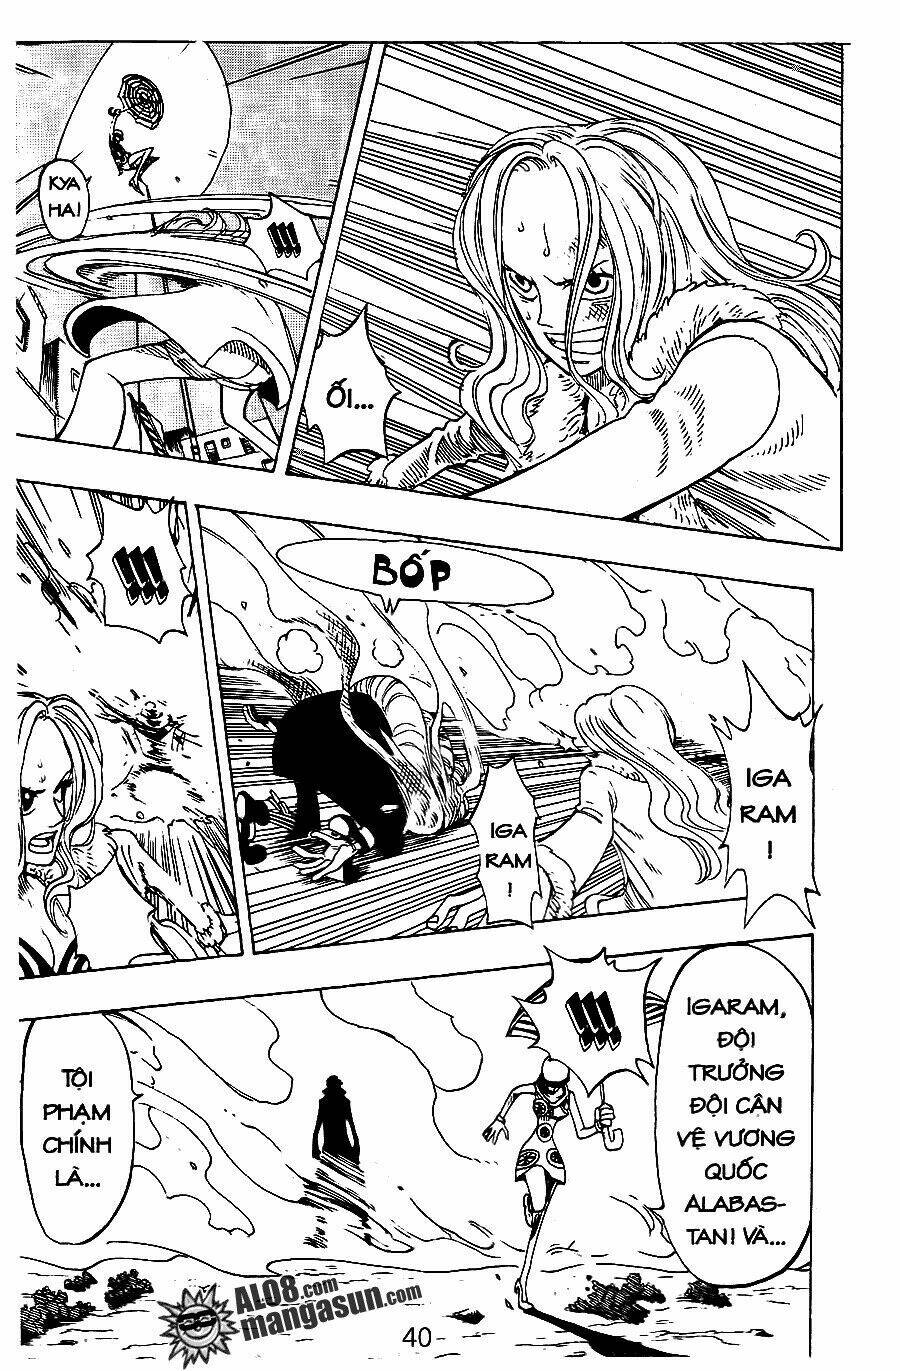 ỐI...
KYA
HA!
!!!
BỐP
IGA
RAM
!
IGA
RAM
!
!!!
IGARAM,
ĐỘI
TRƯỞNG
ĐỘI CẬN
VỆ VƯƠNG
QUỐC
ALABAS-
TAN! VÀ...
!!!
TỘI
PHẠM
CHÍNH
LÀ...
ALO8.com
mangasun.com
40